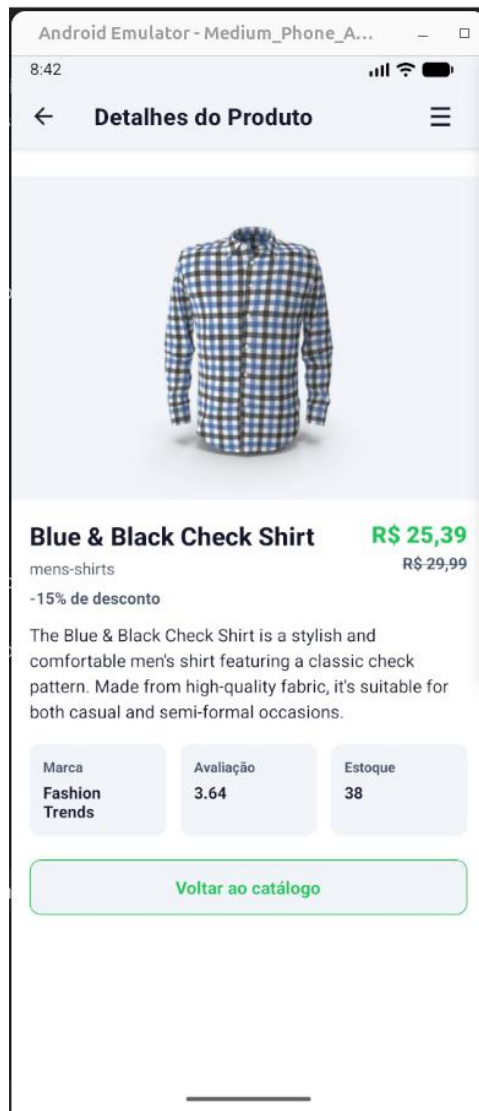 Android Emulator - Medium_Phone_A...
8:42
Detalhes do Produto
Blue & Black Check Shirt
R$ 25,39
mens-shirts
R$ 29,99
-15% de desconto
The Blue & Black Check Shirt is a stylish and
comfortable men's shirt featuring a classic check
pattern. Made from high-quality fabric, it's suitable for
both casual and semi-formal occasions.
Marca
Fashion
Trends
Avaliação
3.64
Estoque
38
Voltar ao catálogo